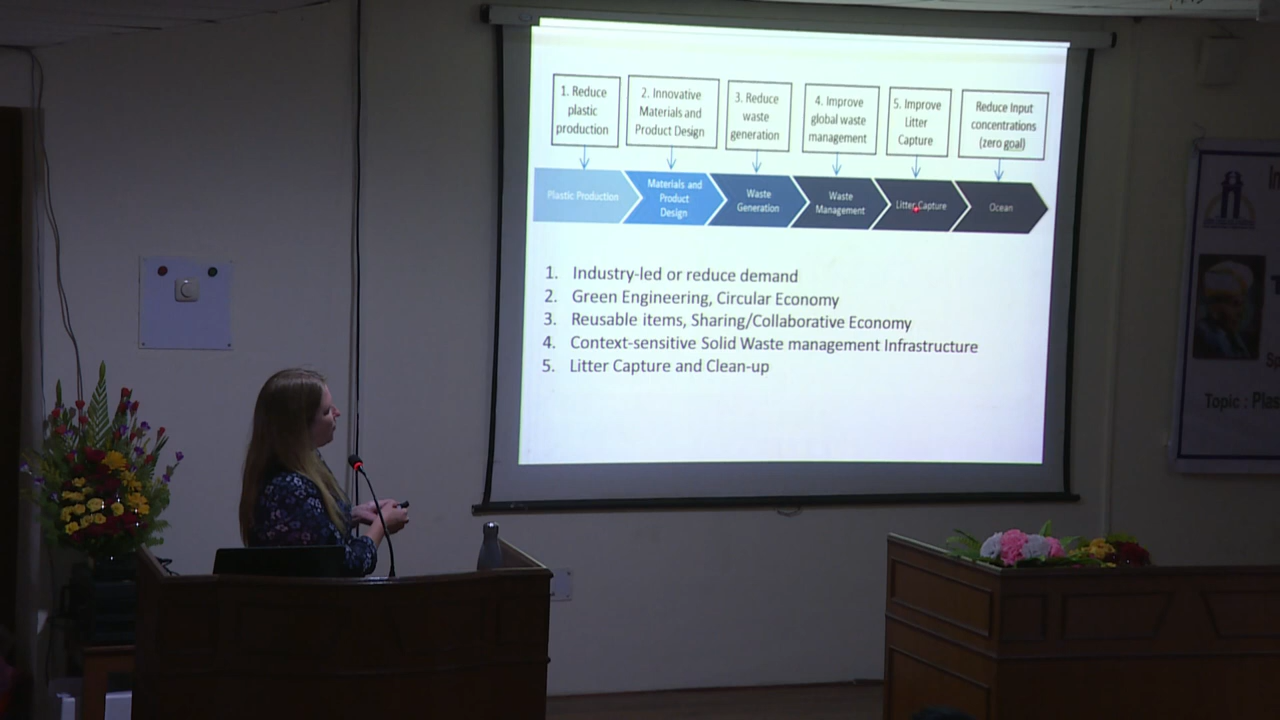 1. Reduce
plastic
production
2. Innovative
Materials and
Product Design
3. Reduce
waste
generation
4. Improve
global waste
management
5. Improve
Litter
Capture
Reduce Input
concentrations
(zero goal)
Plastic Production
Materials and
Product
Design
Waste
Generation
Waste
Management
Litter Capture
Ocean
1. Industry-led or reduce demand
2. Green Engineering, Circular Economy
3. Reusable items, Sharing/Collaborative Economy
4. Context-sensitive Solid Waste management Infrastructure
5. Litter Capture and Clean-up
Topic : Plas